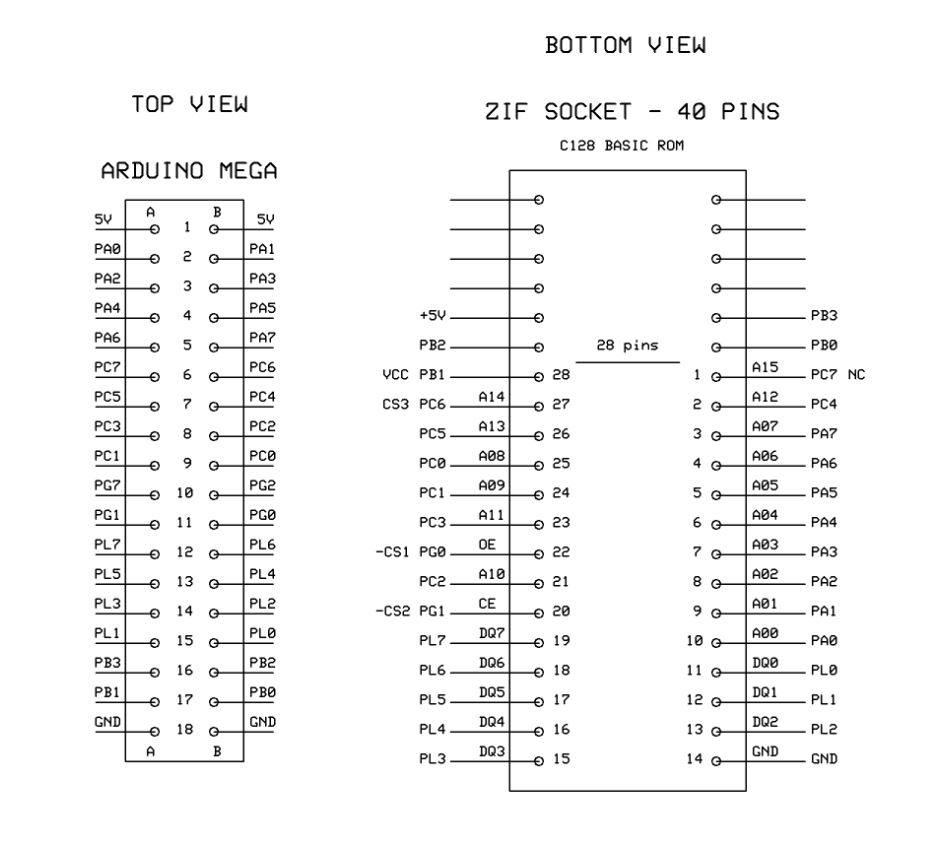 BOTTOM VIEW
TOP VIEW
ZIF SOCKET - 40 PINS
C128 BASIC ROM
ARDUINO MEGA
A B
5V 1 5V
PA0 2 PA1
PA2 3 PA3
PA4 4 PA5
PA6 5 PA7
PC7 6 PC6
PC5 7 PC4
PC3 8 PC2
PC1 9 PC0
PG7 10 PG2
PG1 11 PG0
PL7 12 PL6
PL5 13 PL4
PL3 14 PL2
PL1 15 PL0
PB3 16 PB2
PB1 17 PB0
GND 18 GND
A B
+5V PB3
PB2 28 pins PB0
VCC PB1 28 1 A15 PC7 NC
CS3 PC6 A14 27 2 A12 PC4
PC5 A13 26 3 A07 PA7
PC0 A08 25 4 A06 PA6
PC1 A09 24 5 A05 PA5
PC3 A11 23 6 A04 PA4
-CS1 PG0 OE 22 7 A03 PA3
PC2 A10 21 8 A02 PA2
-CS2 PG1 CE 20 9 A01 PA1
PL7 DQ7 19 10 A00 PA0
PL6 DQ6 18 11 DQ0 PL0
PL5 DQ5 17 12 DQ1 PL1
PL4 DQ4 16 13 DQ2 PL2
PL3 DQ3 15 14 GND GND